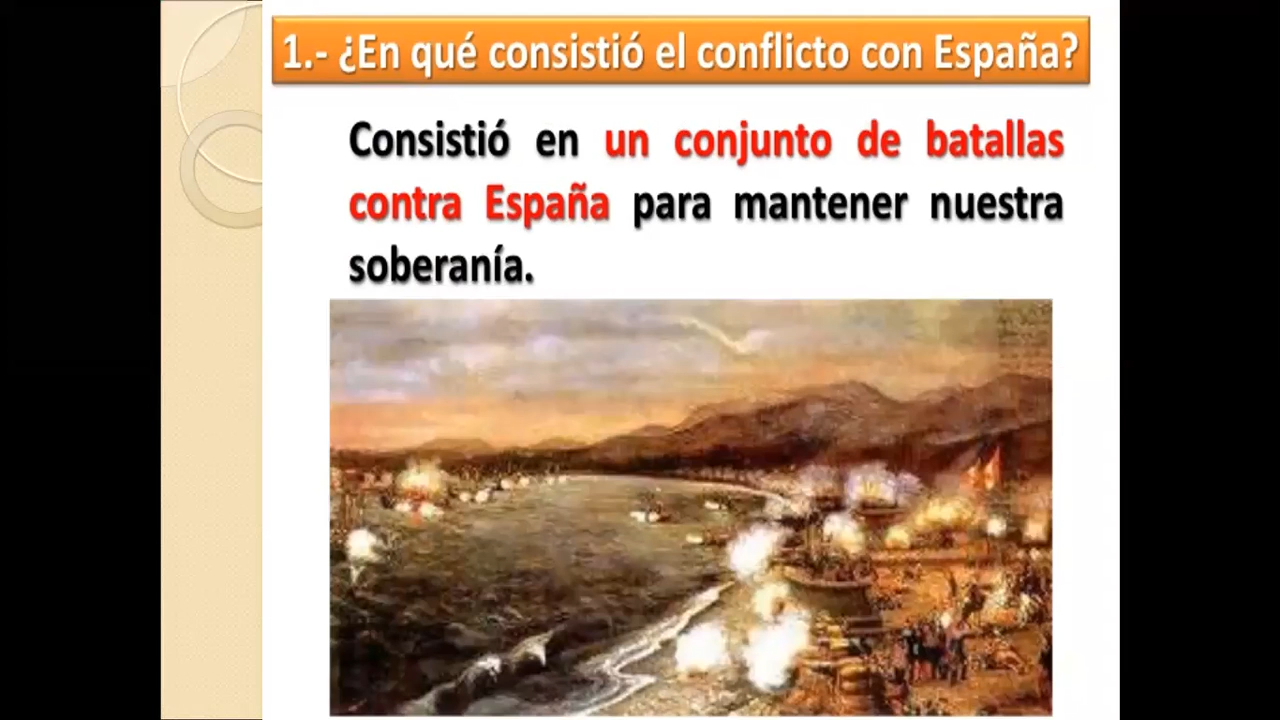 1.- ¿En qué consistió el conflicto con España?
Consistió en un conjunto de batallas
contra España para mantener nuestra
soberanía.